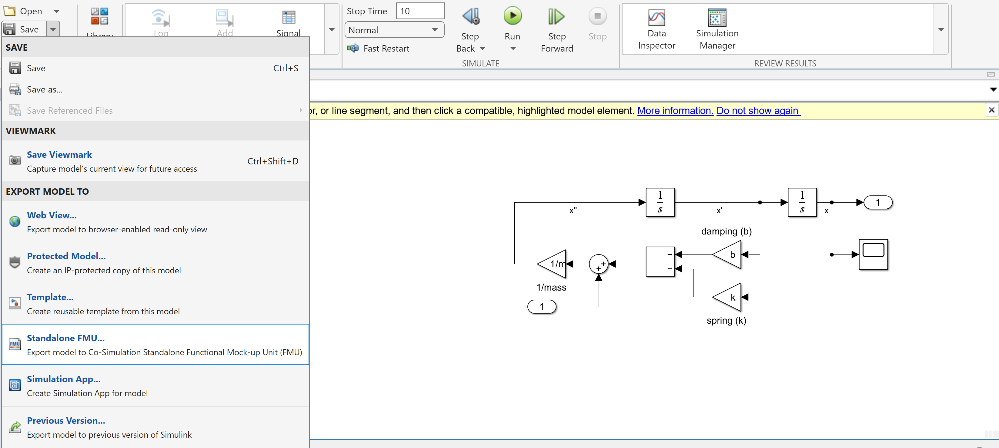 Open
Save
Library
Log
Add
Signal
Stop Time 10
Normal
Fast Restart
Step
Back
Run
Step
Forward
Stop
SIMULATE
Data
Inspector
Simulation
Manager
REVIEW RESULTS
SAVE
Save Ctrl+S
Save as...
Save Referenced Files
VIEWMARK
Save Viewmark
Capture model's current view for future access
Ctrl+Shift+D
EXPORT MODEL TO
Web View...
Export model to browser-enabled read-only view
Protected Model...
Create an IP-protected copy of this model
Template...
Create reusable template from this model
FMU
Standalone FMU...
Export model to Co-Simulation Standalone Functional Mock-up Unit (FMU)
Simulation App...
Create Simulation App for model
Previous Version...
Export model to previous version of Simulink
or, or line segment, and then click a compatible, highlighted model element. More information. Do not show again
x"
1
s
x'
1
s
x
1
damping (b)
b
−
−
+
+
1/m
1/mass
1
k
spring (k)